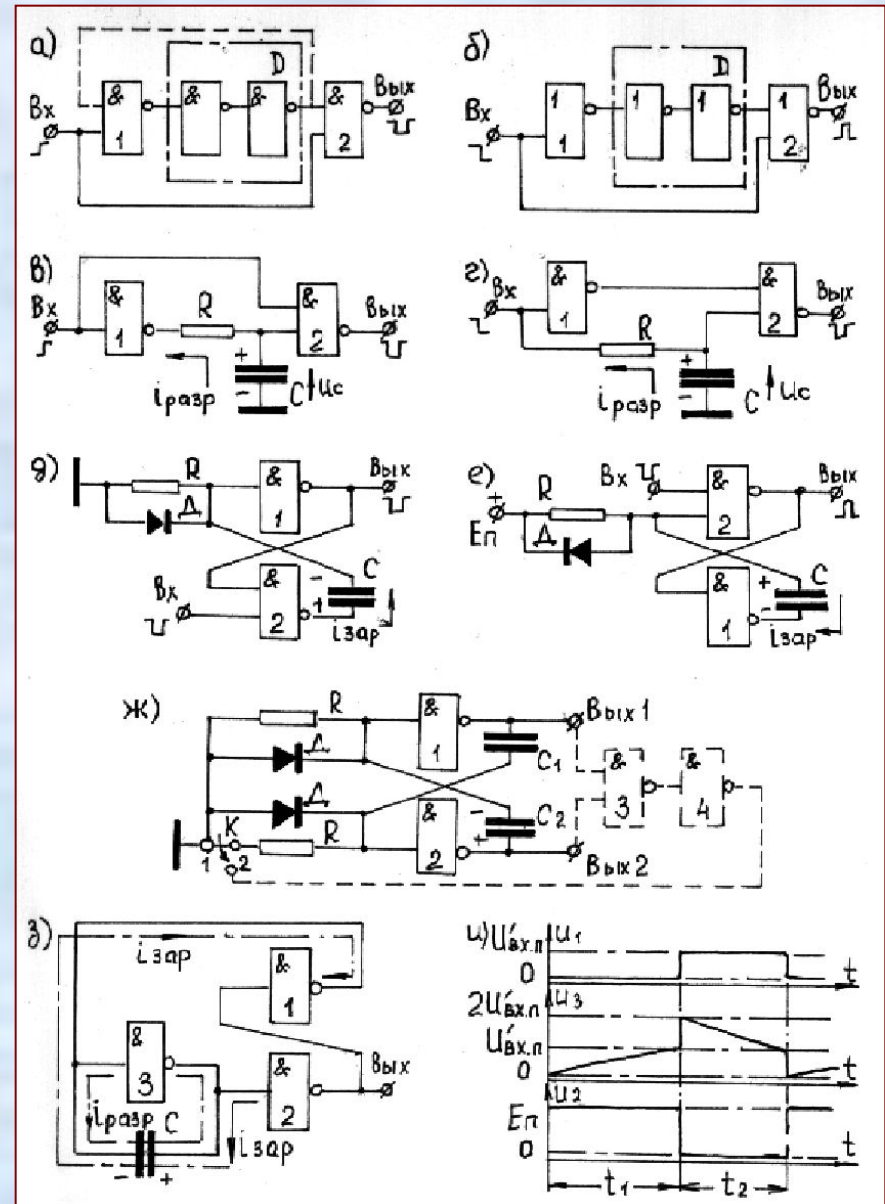 а)
D
& & & &
Вх
Вых
1 2
б)
D
1 1 1 1
Вх
Вых
1 2
в)
Вх
& &
R
Вых
1 2
+
-
C
Uc
iразр
г)
Вх
& &
R
Вых
1 2
+
-
C
Uc
iразр
д)
R
&
Вых
Д
1
Вх
&
-
C
2
iзар
е)
Вх
&
Вых
+
R
Еп
Д
2
&
+
C
-
1
iзар
ж)
R
&
Вых 1
Д
1
C1
Д
&
3
&
4
К
R
2
-
C2
+
1
2
Вых 2
з)
iзар
&
1
&
3
&
2
Вых
iразр
C
iзар
- +
и)
U'вх.п
U1
0
t
2U'вх.п
U3
U'вх.п
0
t
U2
Еп
0
t
t1
t2